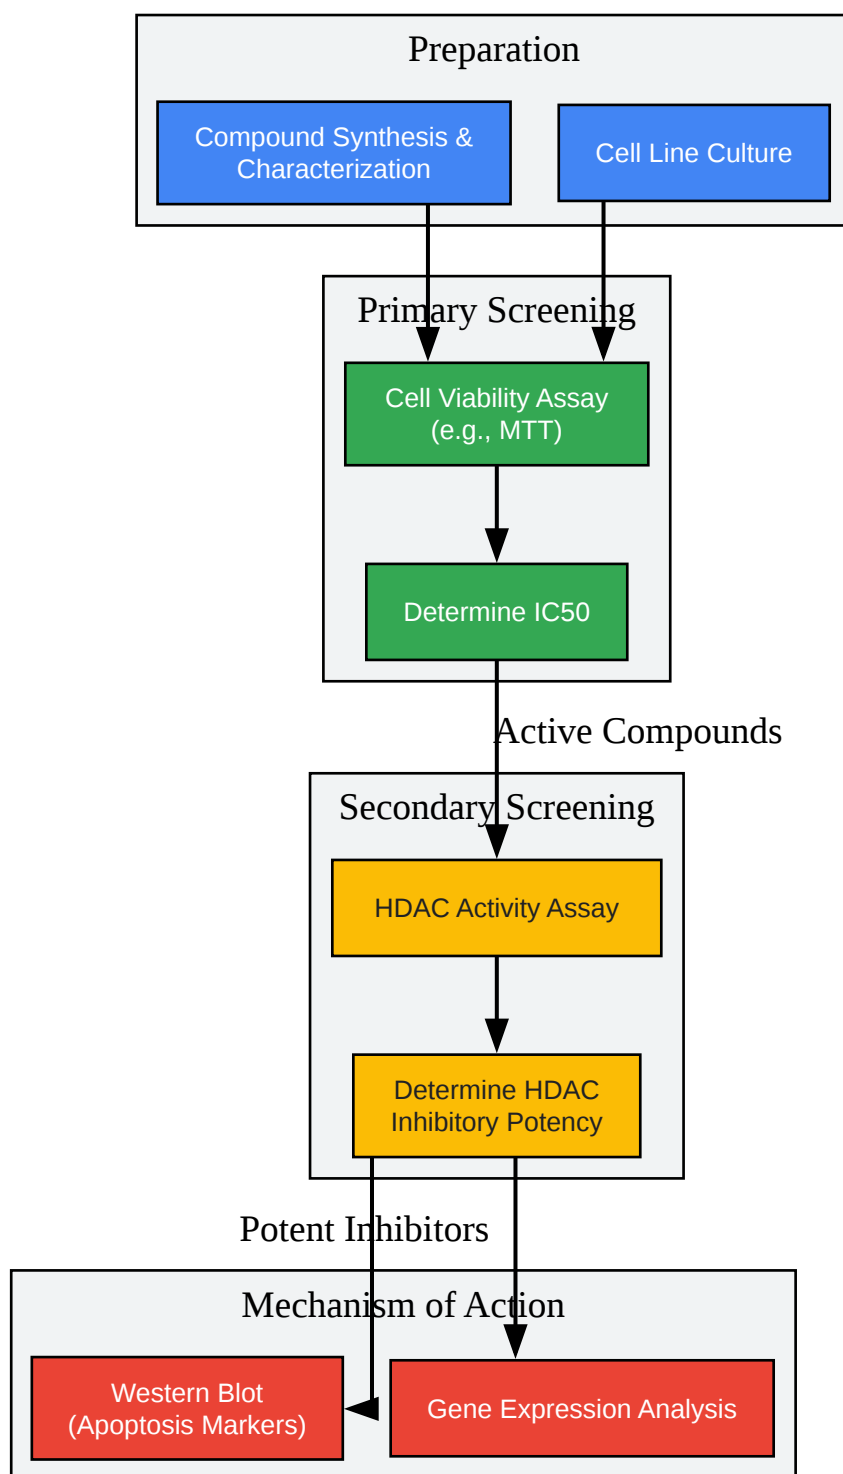 Preparation
Compound Synthesis &
Characterization
Cell Line Culture
Primary Screening
Cell Viability Assay
(e.g., MTT)
Determine IC50
Active Compounds
Secondary Screening
HDAC Activity Assay
Determine HDAC
Inhibitory Potency
Potent Inhibitors
Mechanism of Action
Western Blot
(Apoptosis Markers)
Gene Expression Analysis